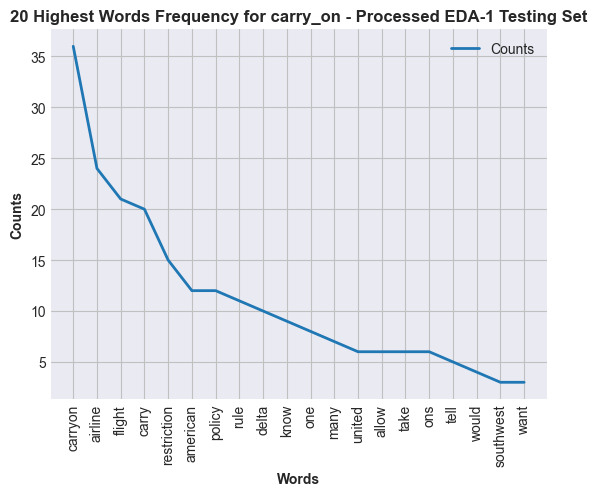 20 Highest Words Frequency for carry_on - Processed EDA-1 Testing Set
Counts
Counts
35
30
25
20
15
10
5
carryon
airline
flight
carry
restriction
american
policy
rule
delta
know
one
many
united
allow
take
ons
tell
would
southwest
want
Words